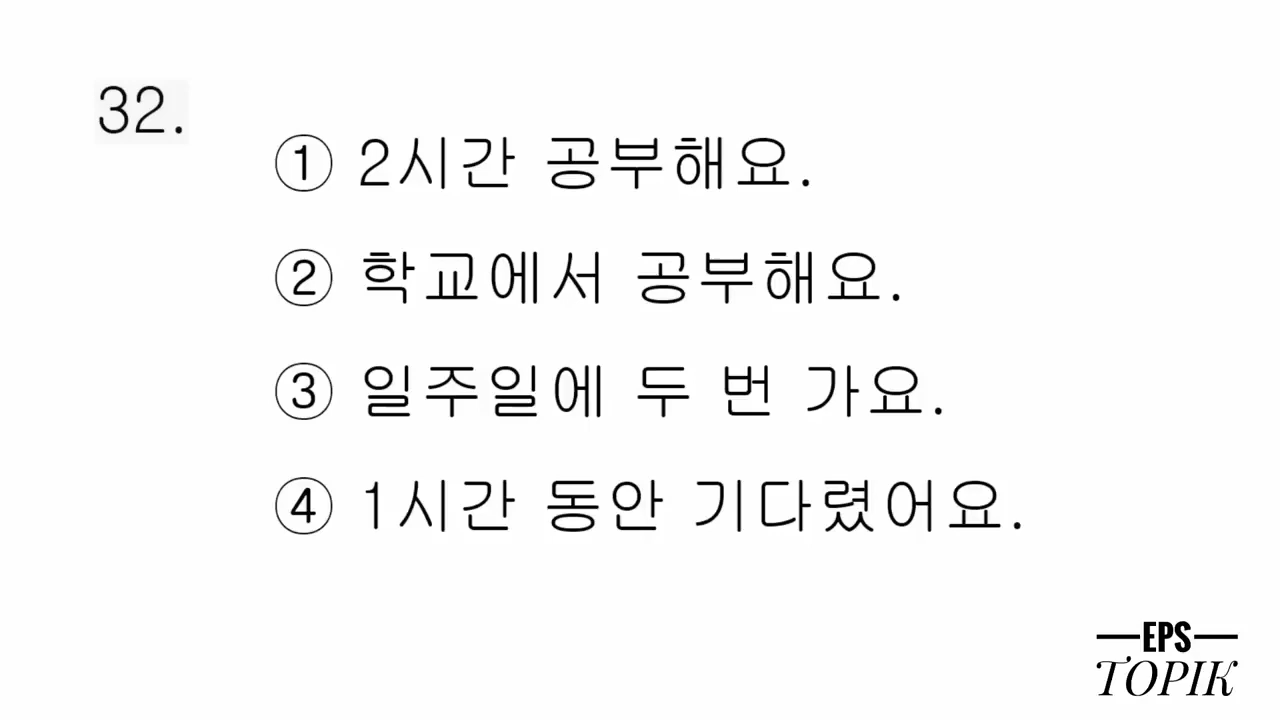 32.
① 2시간 공부해요.
② 학교에서 공부해요.
③ 일주일에 두 번 가요.
④ 1시간 동안 기다렸어요.
EPS
TOPIK